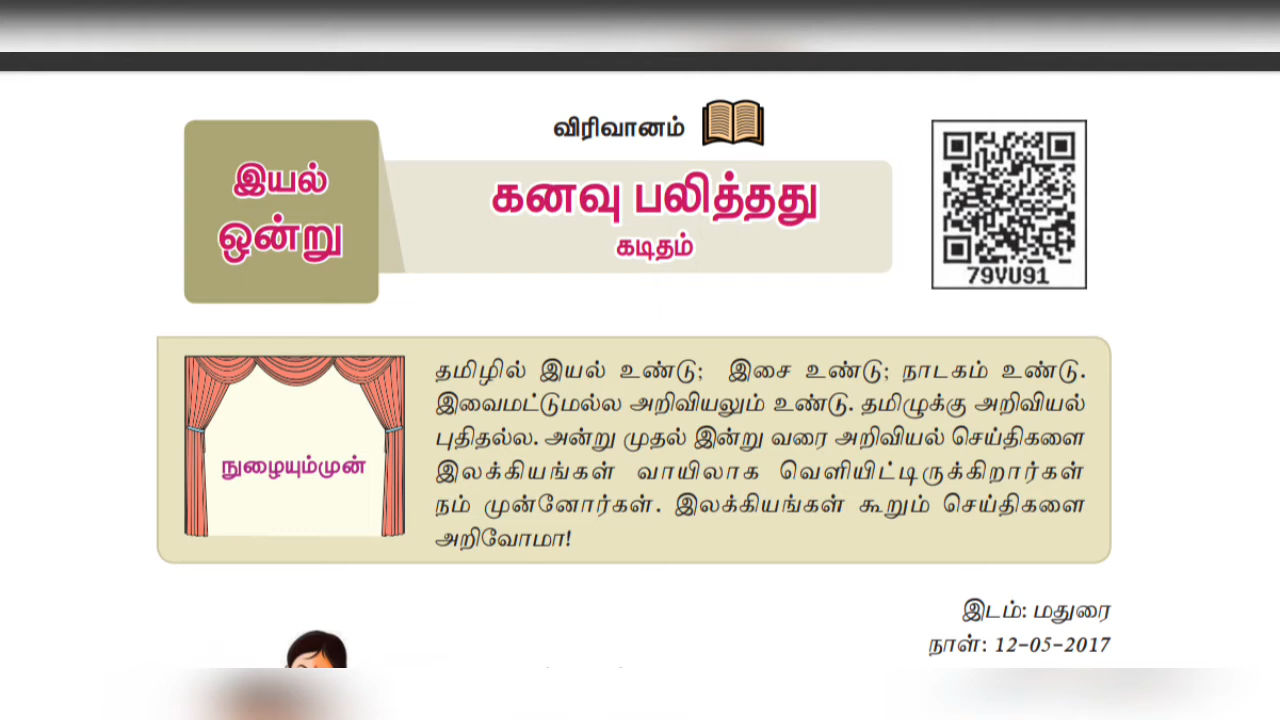 விரிவானம்
இயல்
ஒன்று
கனவு பலித்தது
கடிதம்
79VU91
நுழையும்முன்
தமிழில் இயல் உண்டு; இசை உண்டு; நாடகம் உண்டு.
இவைமட்டுமல்ல அறிவியலும் உண்டு. தமிழுக்கு அறிவியல்
புதிதல்ல. அன்று முதல் இன்று வரை அறிவியல் செய்திகளை
இலக்கியங்கள் வாயிலாக வெளியிட்டிருக்கிறார்கள்
நம் முன்னோர்கள். இலக்கியங்கள் கூறும் செய்திகளை
அறிவோமா!
இடம்: மதுரை
நாள்: 12-05-2017